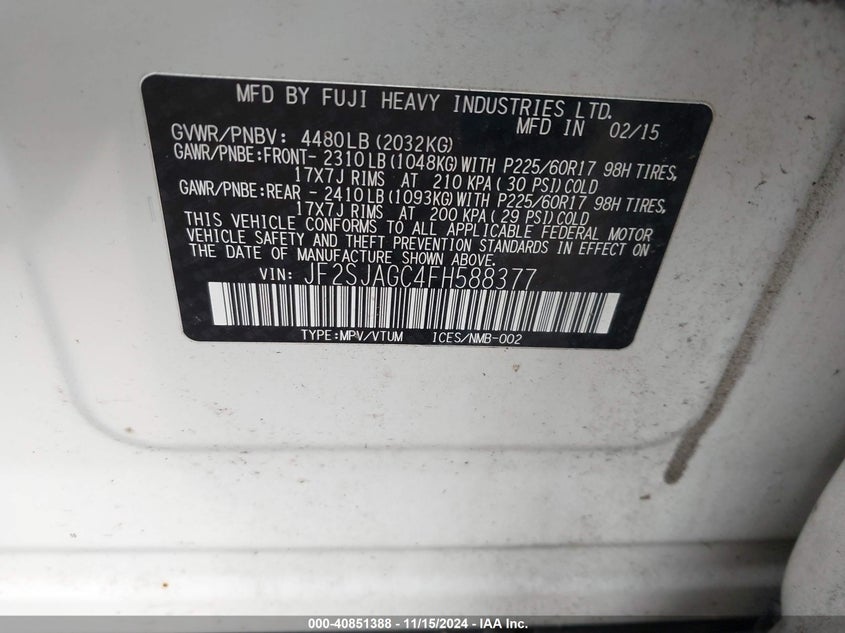 MFD BY FUJI HEAVY INDUSTRIES LTD.
MFD IN 02/15
GVWR/PNBV: 4480LB(2032KG)
GAWR/PNBE:FRONT- 2310LB(1048KG)WITH P225/60R17 98H TIRES,
17X7J RIMS AT 210 KPA(30 PSI)COLD
GAWR/PNBE:REAR - 2410LB(1093KG)WITH P225/60R17 98H TIRES,
17X7J RIMS AT 200 KPA(29 PSI)COLD
THIS VEHICLE CONFORMS TO ALL APPLICABLE FEDERAL MOTOR
VEHICLE SAFETY AND THEFT PREVENTION STANDARDS IN EFFECT ON
THE DATE OF MANUFACTURE SHOWN ABOVE.
VIN: JF2SJAGC4FH588377
TYPE:MPV/VTUM ICES/NMB-002
000-40851388 - 11/15/2024 - IAA Inc.